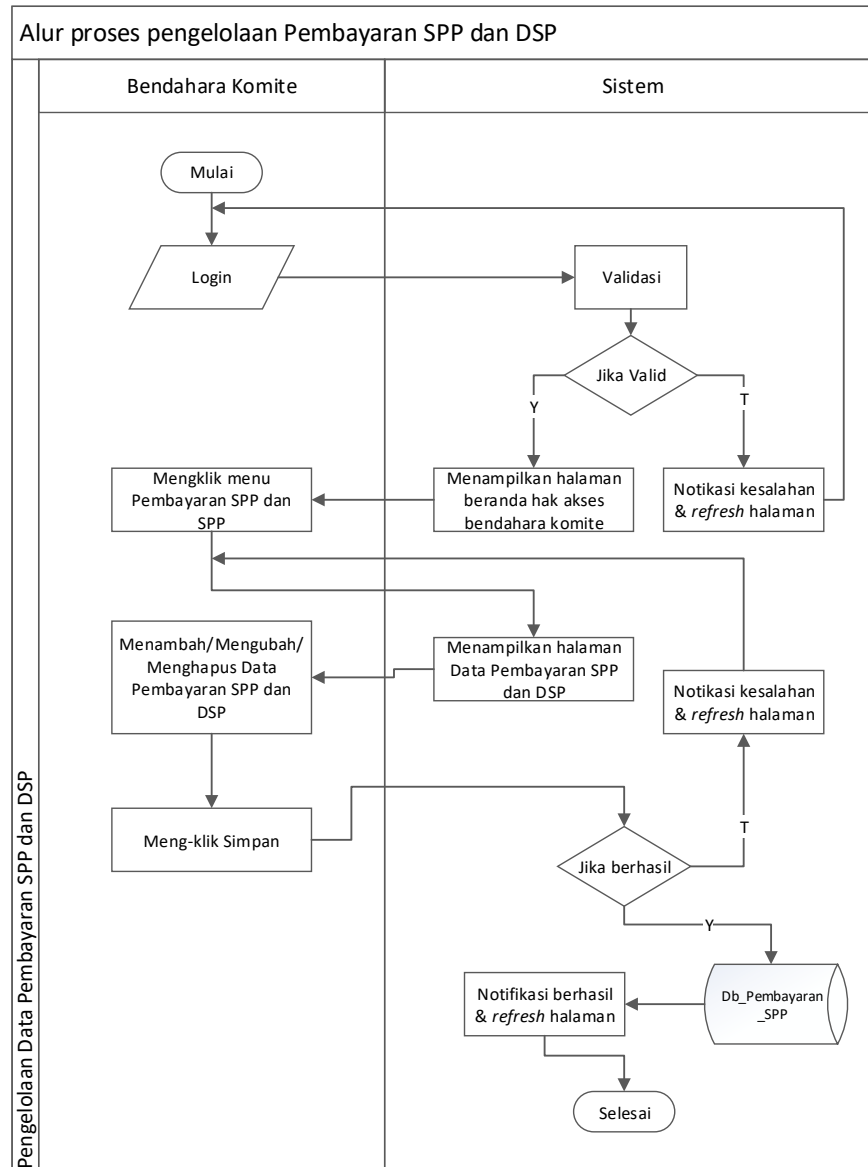 Alur proses pengelolaan Pembayaran SPP dan DSP
Bendahara Komite
Sistem
Pengelolaan Data Pembayaran SPP dan DSP
Mulai
Login
Validasi
Jika Valid
Y
T
Mengklik menu
Pembayaran SPP dan
SPP
Menampilkan halaman
beranda hak akses
bendahara komite
Notikasi kesalahan
& refresh halaman
Menambah/Mengubah/
Menghapus Data
Pembayaran SPP dan
DSP
Menampilkan halaman
Data Pembayaran SPP
dan DSP
Notikasi kesalahan
& refresh halaman
Meng-klik Simpan
Jika berhasil
T
Y
Db_Pembayaran
_SPP
Notifikasi berhasil
& refresh halaman
Selesai